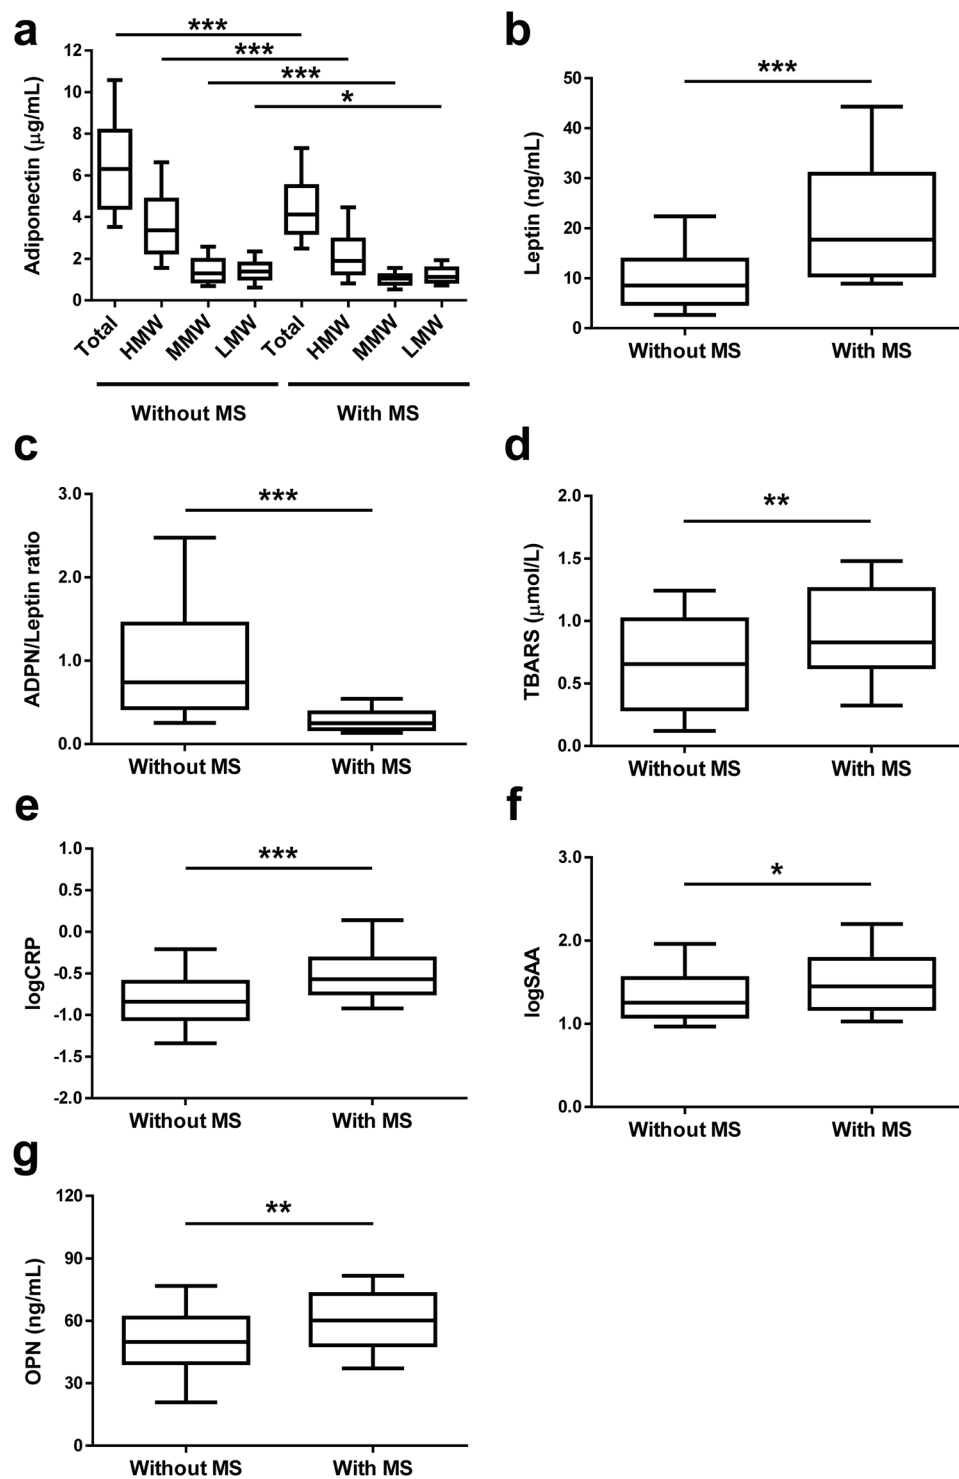 a
***
***
***
*
Adiponectin (μg/mL)
12
10
8
6
4
2
0
Total
HMW
MMW
LMW
Total
HMW
MMW
LMW
Without MS
With MS
b
***
Leptin (ng/mL)
50
40
30
20
10
0
Without MS
With MS
c
***
ADPN/Leptin ratio
3.0
2.0
1.0
0.0
Without MS
With MS
d
**
TBARS (μmol/L)
2.0
1.5
1.0
0.5
0.0
Without MS
With MS
e
***
logCRP
1.0
0.5
0.0
-0.5
-1.0
-1.5
-2.0
Without MS
With MS
f
*
logSAA
3.0
2.0
1.0
0.0
Without MS
With MS
g
**
OPN (ng/mL)
120
90
60
30
0
Without MS
With MS